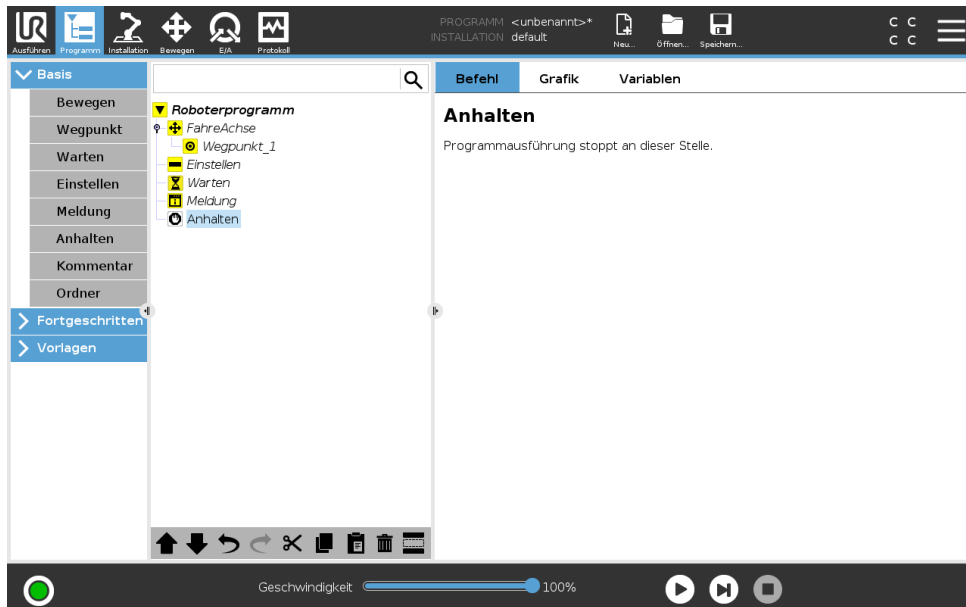 PROGRAMM <unbenannt>*
INSTALLATION default
Ausführen Programm Installation Bewegen E/A Protokoll
Neu... Öffnen... Speichern...
C C
C C
Basis
Bewegen
Wegpunkt
Warten
Einstellen
Meldung
Anhalten
Kommentar
Ordner
Fortgeschritten
Vorlagen
Roboterprogramm
FahreAchse
Wegpunkt_1
Einstellen
Warten
Meldung
Anhalten
Befehl Grafik Variablen
Anhalten
Programmausführung stoppt an dieser Stelle.
Geschwindigkeit 100%